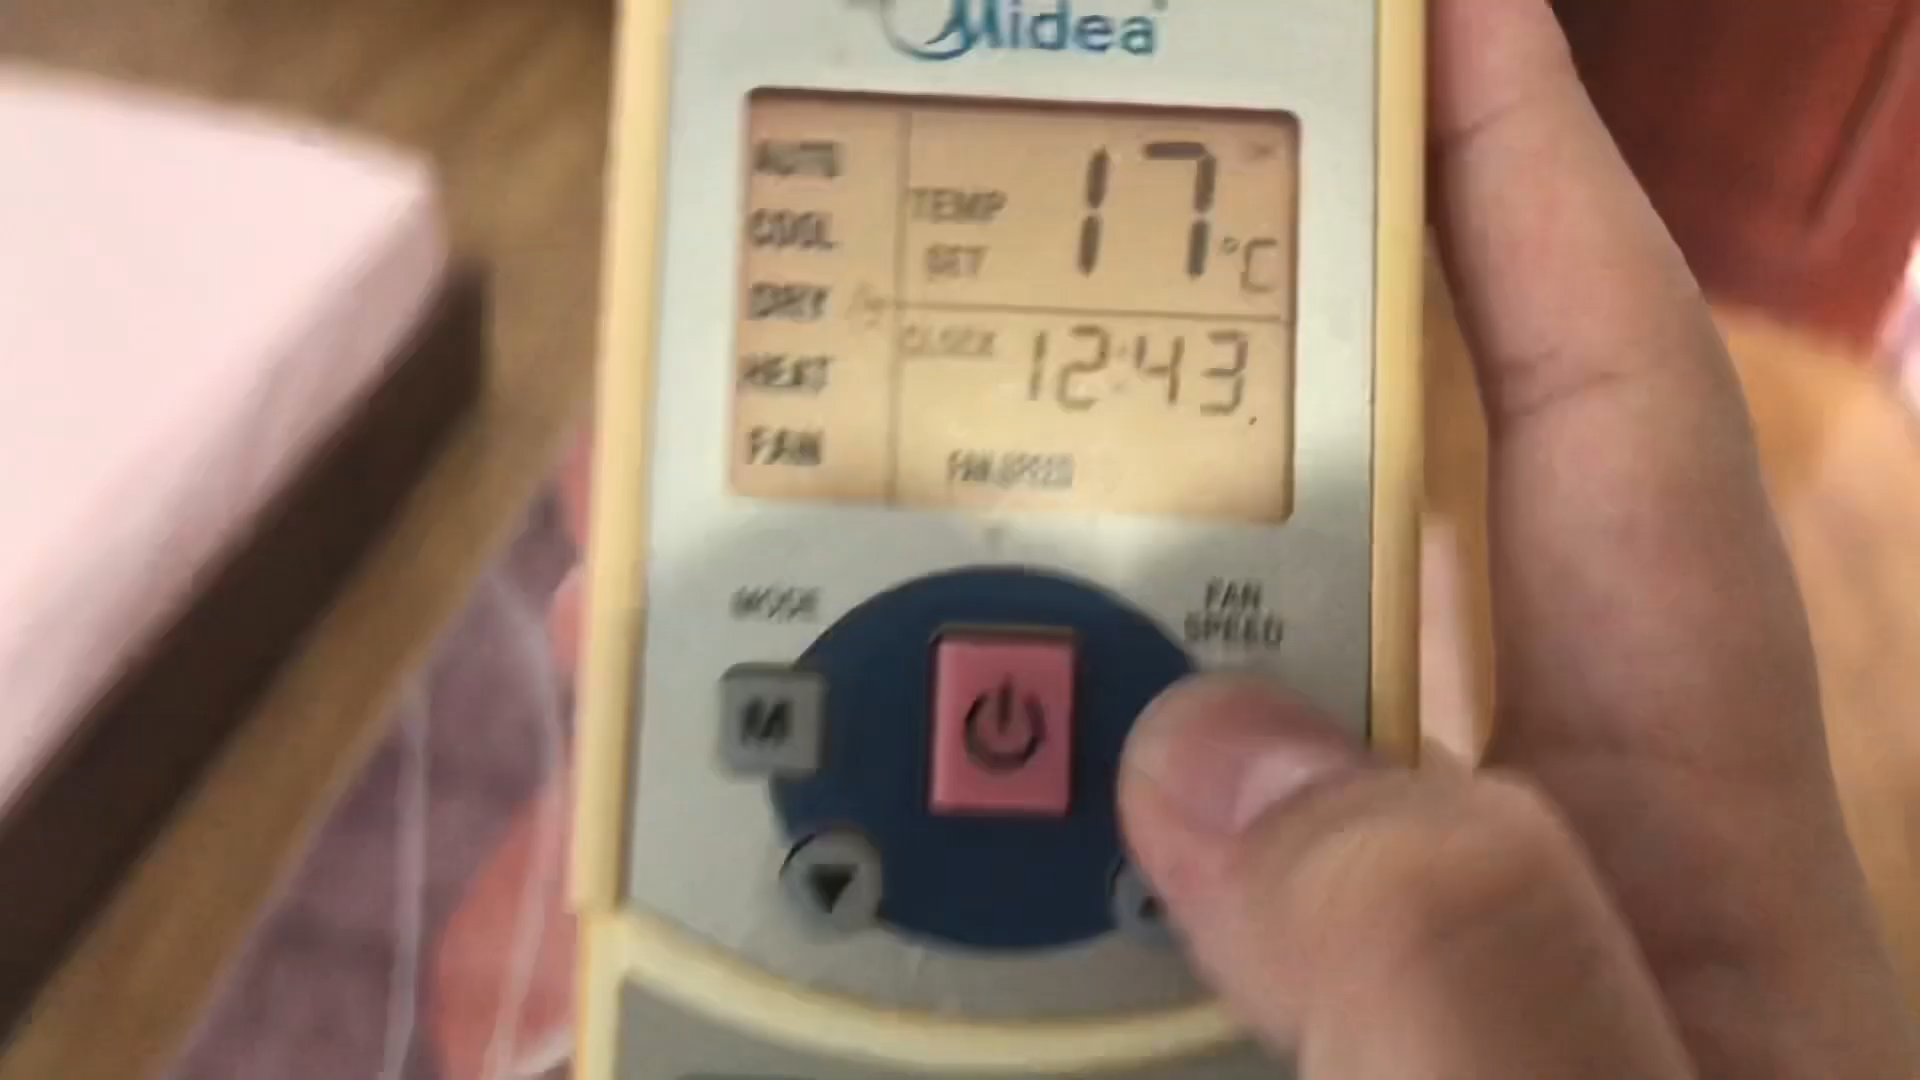 Midea
AUTO
COOL
DRY
HEAT
FAN
TEMP
SET
17°C
CLOCK
12:43
FAN SPEED
MODE
FAN
SPEED
M